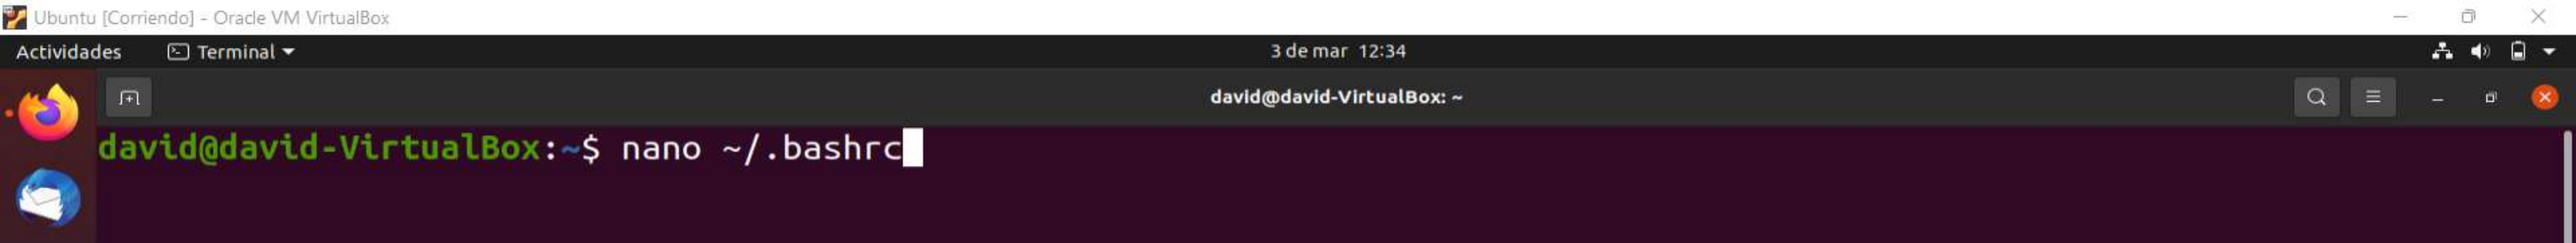 Ubuntu [Corriendo] - Oracle VM VirtualBox
Actividades Terminal 3 de mar 12:34
david@david-VirtualBox: ~
david@david-VirtualBox:~$ nano ~/.bashrc